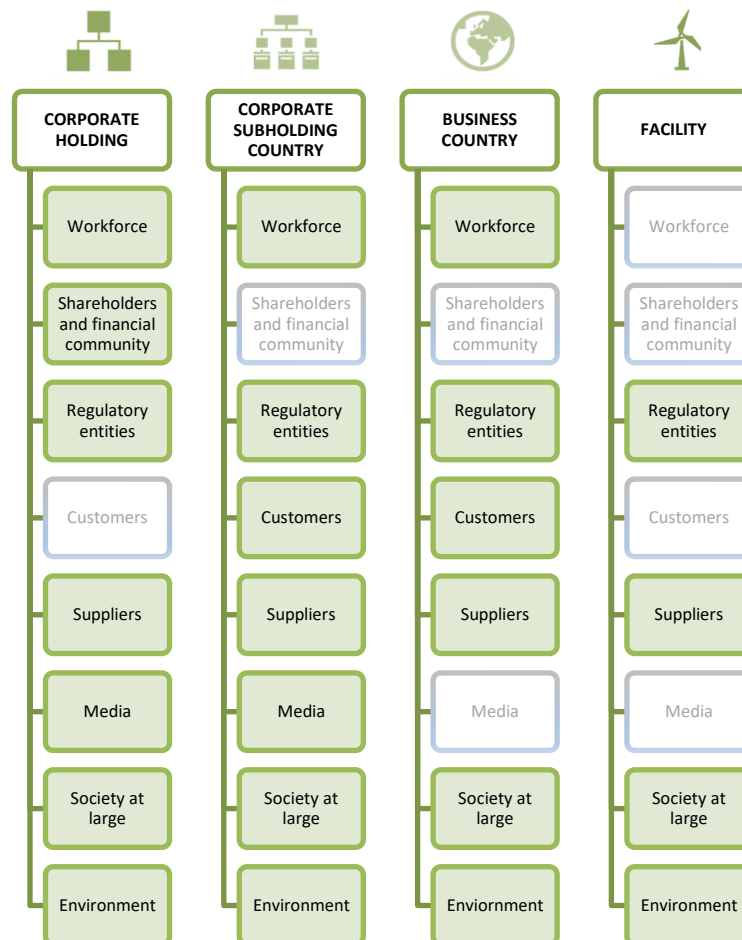 CORPORATE
HOLDING
Workforce
Shareholders
and financial
community
Regulatory
entities
Customers
Suppliers
Media
Society at
large
Environment
CORPORATE
SUBHOLDING
COUNTRY
Workforce
Shareholders
and financial
community
Regulatory
entities
Customers
Suppliers
Media
Society at
large
Environment
BUSINESS
COUNTRY
Workforce
Shareholders
and financial
community
Regulatory
entities
Customers
Suppliers
Media
Society at
large
Enviornment
FACILITY
Workforce
Shareholders
and financial
community
Regulatory
entities
Customers
Suppliers
Media
Society at
large
Environment